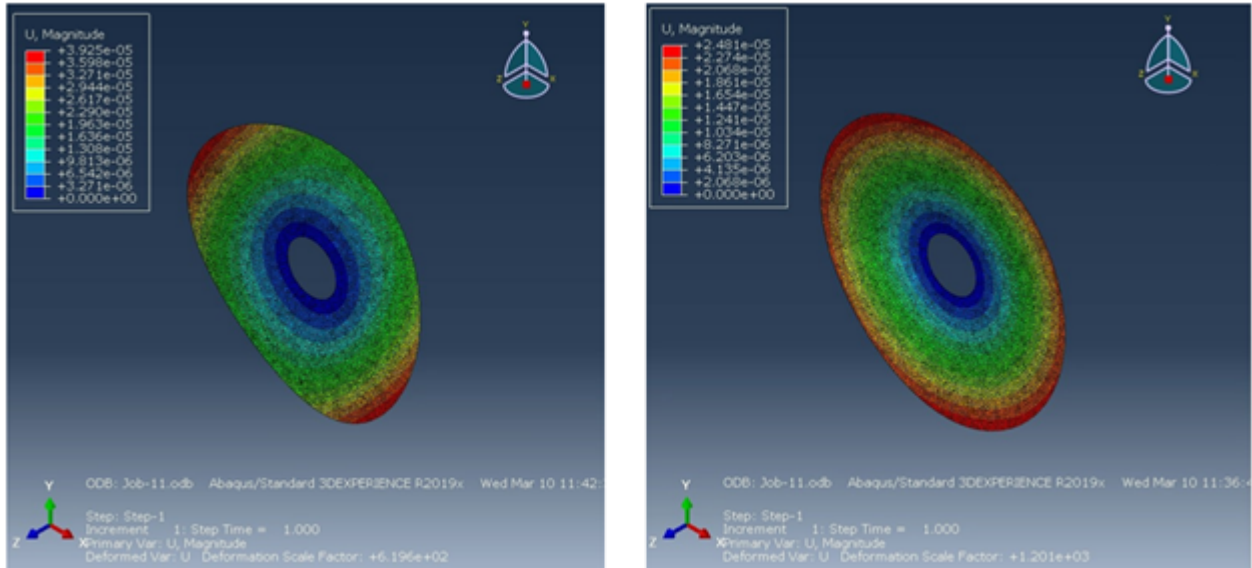 U, Magnitude
+3.925e-05
+3.598e-05
+3.271e-05
+2.944e-05
+2.617e-05
+2.290e-05
+1.963e-05
+1.636e-05
+1.308e-05
+9.813e-06
+6.542e-06
+3.271e-06
+0.000e+00
Y
Z X
Y
Z X
ODB: Job-11.odb Abaqus/Standard 3DEXPERIENCE R2019x Wed Mar 10 11:42:
Step: Step-1
Increment 1: Step Time = 1.000
Primary Var: U, Magnitude
Deformed Var: U Deformation Scale Factor: +6.196e+02
U, Magnitude
+2.481e-05
+2.274e-05
+2.068e-05
+1.861e-05
+1.654e-05
+1.447e-05
+1.241e-05
+1.034e-05
+8.271e-06
+6.203e-06
+4.135e-06
+2.068e-06
+0.000e+00
Y
Z X
Y
Z X
ODB: Job-11.odb Abaqus/Standard 3DEXPERIENCE R2019x Wed Mar 10 11:36:
Step: Step-1
Increment 1: Step Time = 1.000
Primary Var: U, Magnitude
Deformed Var: U Deformation Scale Factor: +1.201e+03